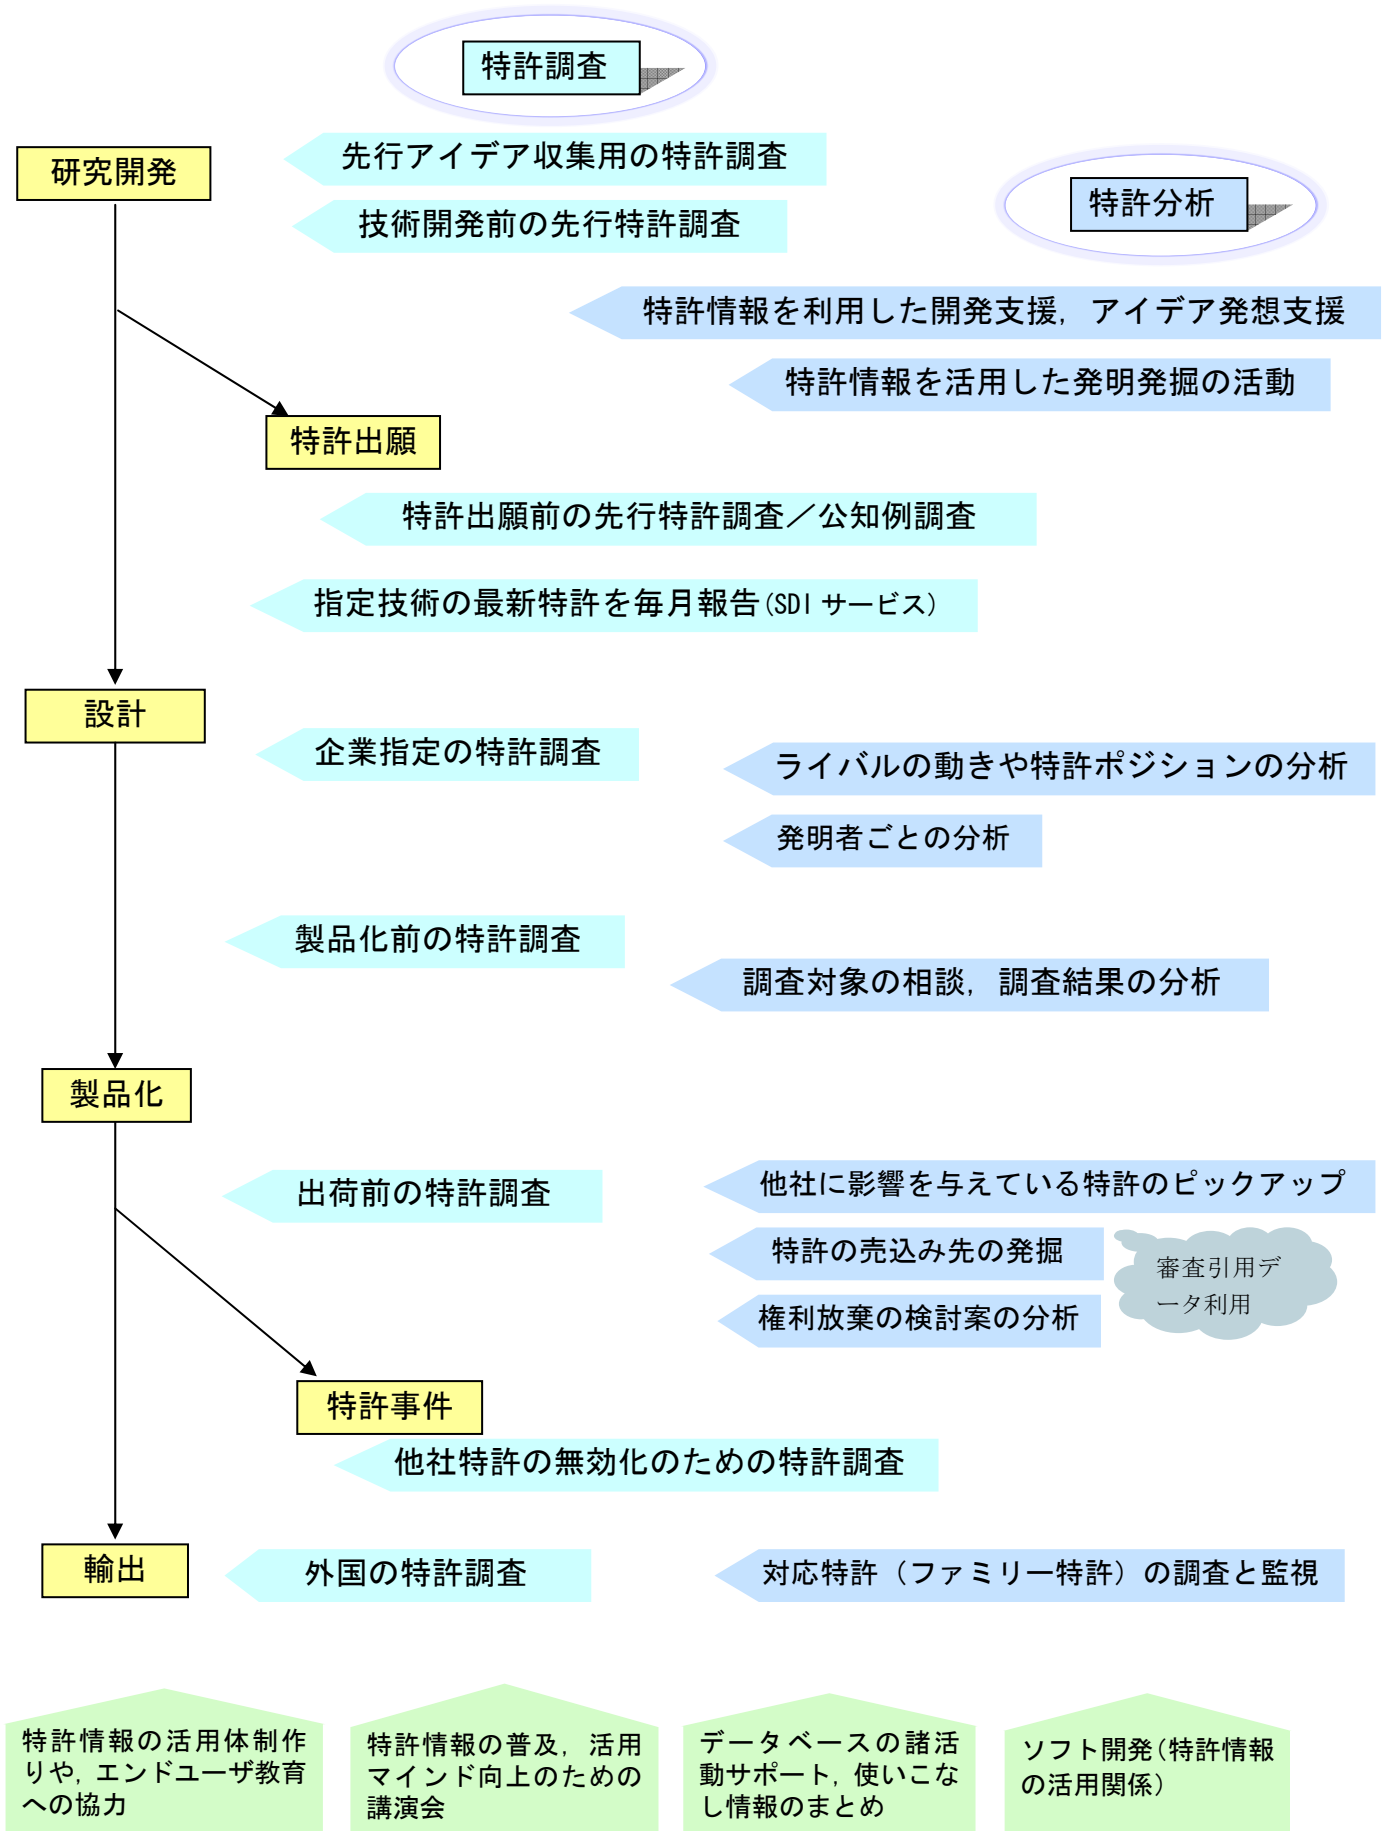 特許調査
研究開発
先行アイデア収集用の特許調査
特許分析
技術開発前の先行特許調査
特許情報を利用した開発支援，アイデア発想支援
特許情報を活用した発明発掘の活動
特許出願
特許出願前の先行特許調査／公知例調査
指定技術の最新特許を毎月報告(SDI サービス)
設計
企業指定の特許調査
ライバルの動きや特許ポジションの分析
発明者ごとの分析
製品化前の特許調査
調査対象の相談，調査結果の分析
製品化
出荷前の特許調査
他社に影響を与えている特許のピックアップ
特許の売込み先の発掘
審査引用デ
ータ利用
権利放棄の検討案の分析
特許事件
他社特許の無効化のための特許調査
輸出
外国の特許調査
対応特許（ファミリー特許）の調査と監視
特許情報の活用体制作
りや，エンドユーザ教育
への協力
特許情報の普及，活用
マインド向上のための
講演会
データベースの諸活
動サポート，使いこな
し情報のまとめ
ソフト開発(特許情報
の活用関係)